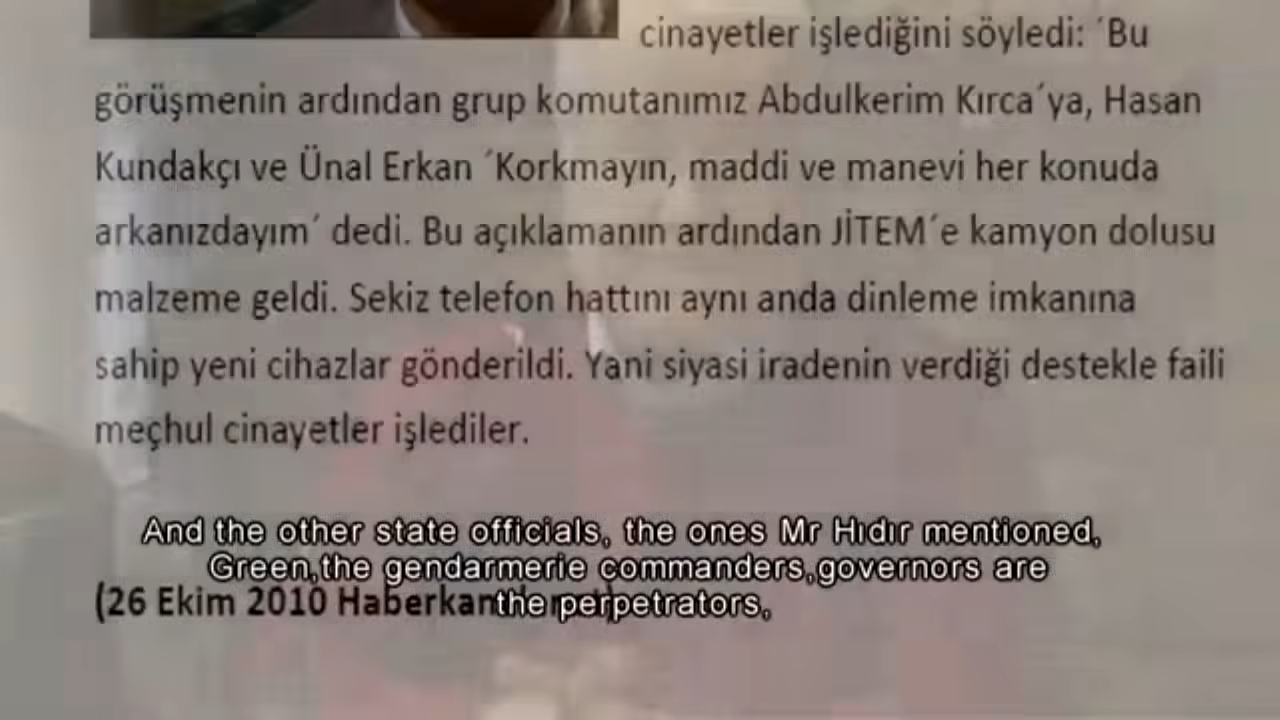 cinayetler işlediğini söyledi: ´Bu
görüşmenin ardından grup komutanımız Abdulkerim Kırca´ya, Hasan
Kundakçı ve Ünal Erkan ´Korkmayın, maddi ve manevi her konuda
arkanızdayım´ dedi. Bu açıklamanın ardından JİTEM´e kamyon dolusu
malzeme geldi. Sekiz telefon hattını aynı anda dinleme imkanına
sahip yeni cihazlar gönderildi. Yani siyasi iradenin verdiği destekle faili
meçhul cinayetler işlediler.
And the other state officials, the ones Mr Hıdır mentioned,
Green,the gendarmerie commanders,governors are
(26 Ekim 2010
the perpetrators,